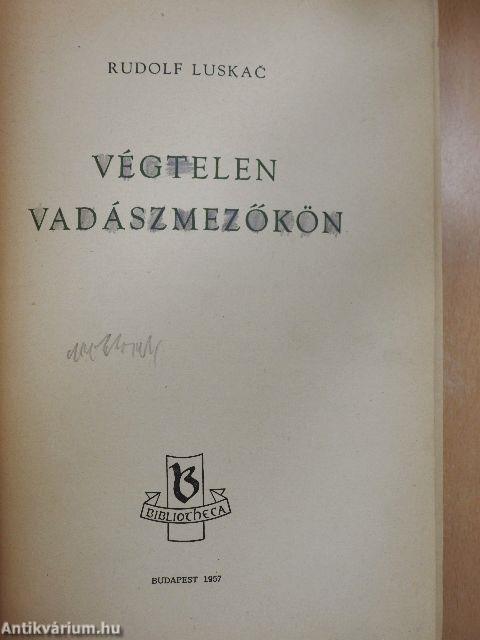 RUDOLF LUSKAČ
VÉGTELEN
VADÁSZMEZŐKÖN
B
BIBLIOTHECA
BUDAPEST 1957
Antikvárium.hu